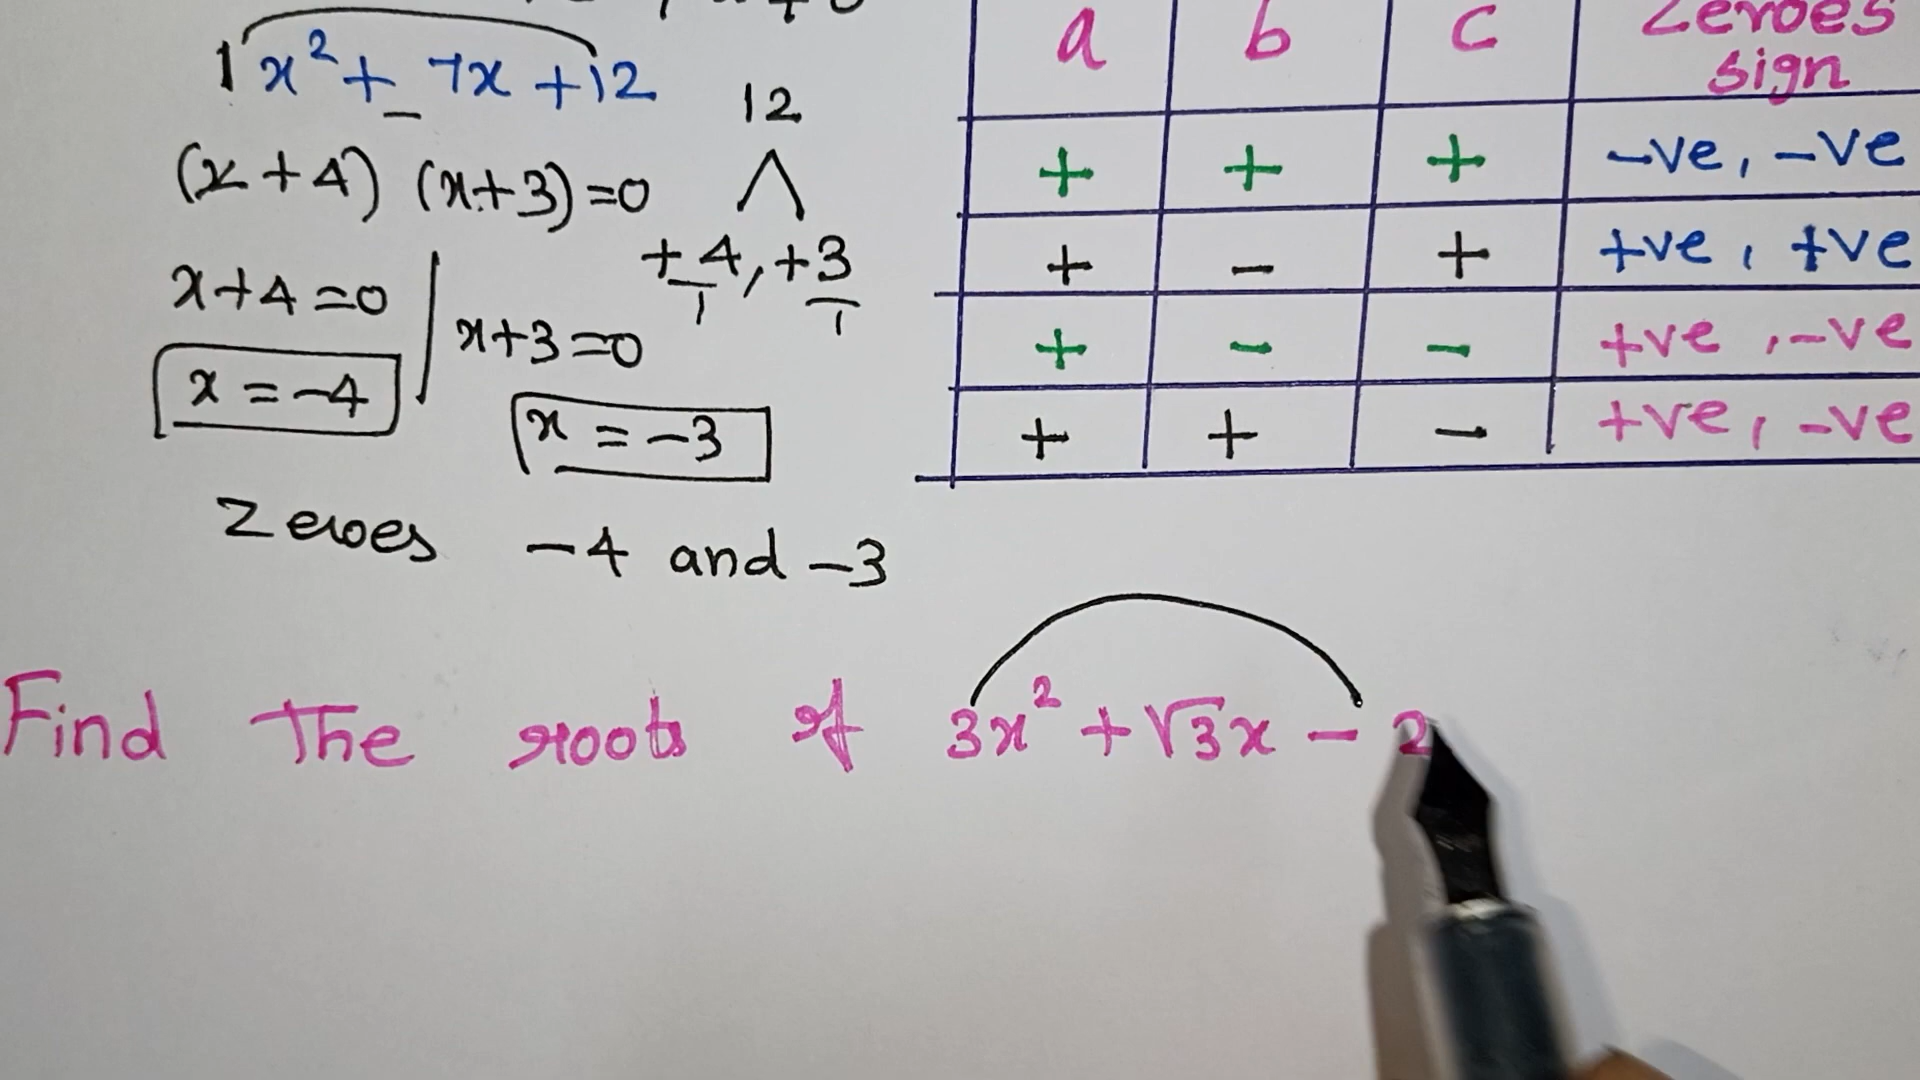 1x² + 7x + 12
12
(x+4) (x+3)=0
+4, +3
x+4=0
x+3=0
x = -4
x = -3
Zeroes -4 and -3
a b c Zeroes sign
+ + + -ve, -ve
+ - + +ve, +ve
+ - - +ve, -ve
+ + - +ve, -ve
Find The roots of 3x² + √3x - 2